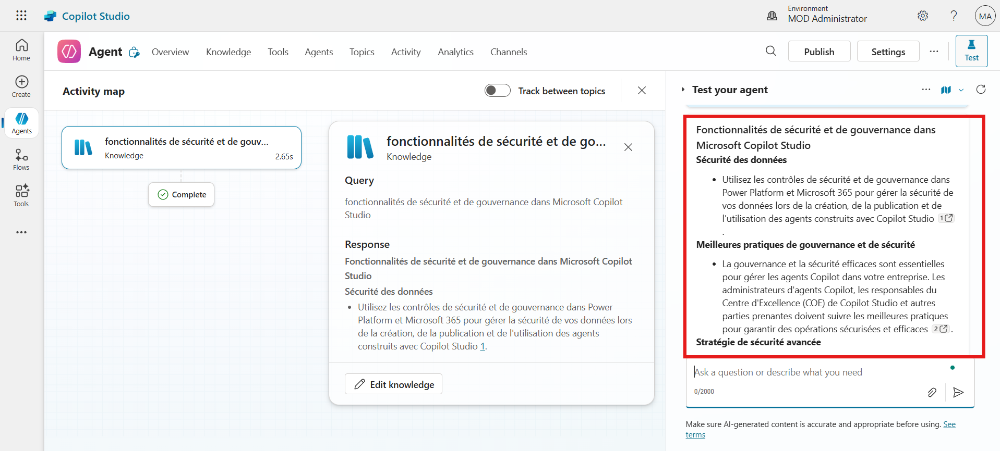 Copilot Studio
Environment
MOD Administrator
MA
Home
Create
Agents
Flows
Tools
Agent
Overview
Knowledge
Tools
Agents
Topics
Activity
Analytics
Channels
Publish
Settings
Test
Activity map
Track between topics
fonctionnalités de sécurité et de gouv...
Knowledge
2.65s
Complete
fonctionnalités de sécurité et de go...
Knowledge
Query
fonctionnalités de sécurité et de gouvernance dans Microsoft Copilot
Studio
Response
Fonctionnalités de sécurité et de gouvernance dans Microsoft Copilot
Studio
Sécurité des données
• Utilisez les contrôles de sécurité et de gouvernance dans Power
Platform et Microsoft 365 pour gérer la sécurité de vos données lors
de la création, de la publication et de l'utilisation des agents
construits avec Copilot Studio 1.
Edit knowledge
Test your agent
Fonctionnalités de sécurité et de gouvernance dans
Microsoft Copilot Studio
Sécurité des données
• Utilisez les contrôles de sécurité et de gouvernance dans
Power Platform et Microsoft 365 pour gérer la sécurité de
vos données lors de la création, de la publication et de
l'utilisation des agents construits avec Copilot Studio 1
.
Meilleures pratiques de gouvernance et de sécurité
• La gouvernance et la sécurité efficaces sont essentielles
pour gérer les agents Copilot dans votre entreprise. Les
administrateurs d'agents Copilot, les responsables du
Centre d'Excellence (COE) de Copilot Studio et autres
parties prenantes doivent suivre les meilleures pratiques
pour garantir des opérations sécurisées et efficaces 2.
Stratégie de sécurité avancée
Ask a question or describe what you need
0/2000
Make sure AI-generated content is accurate and appropriate before using. See
terms